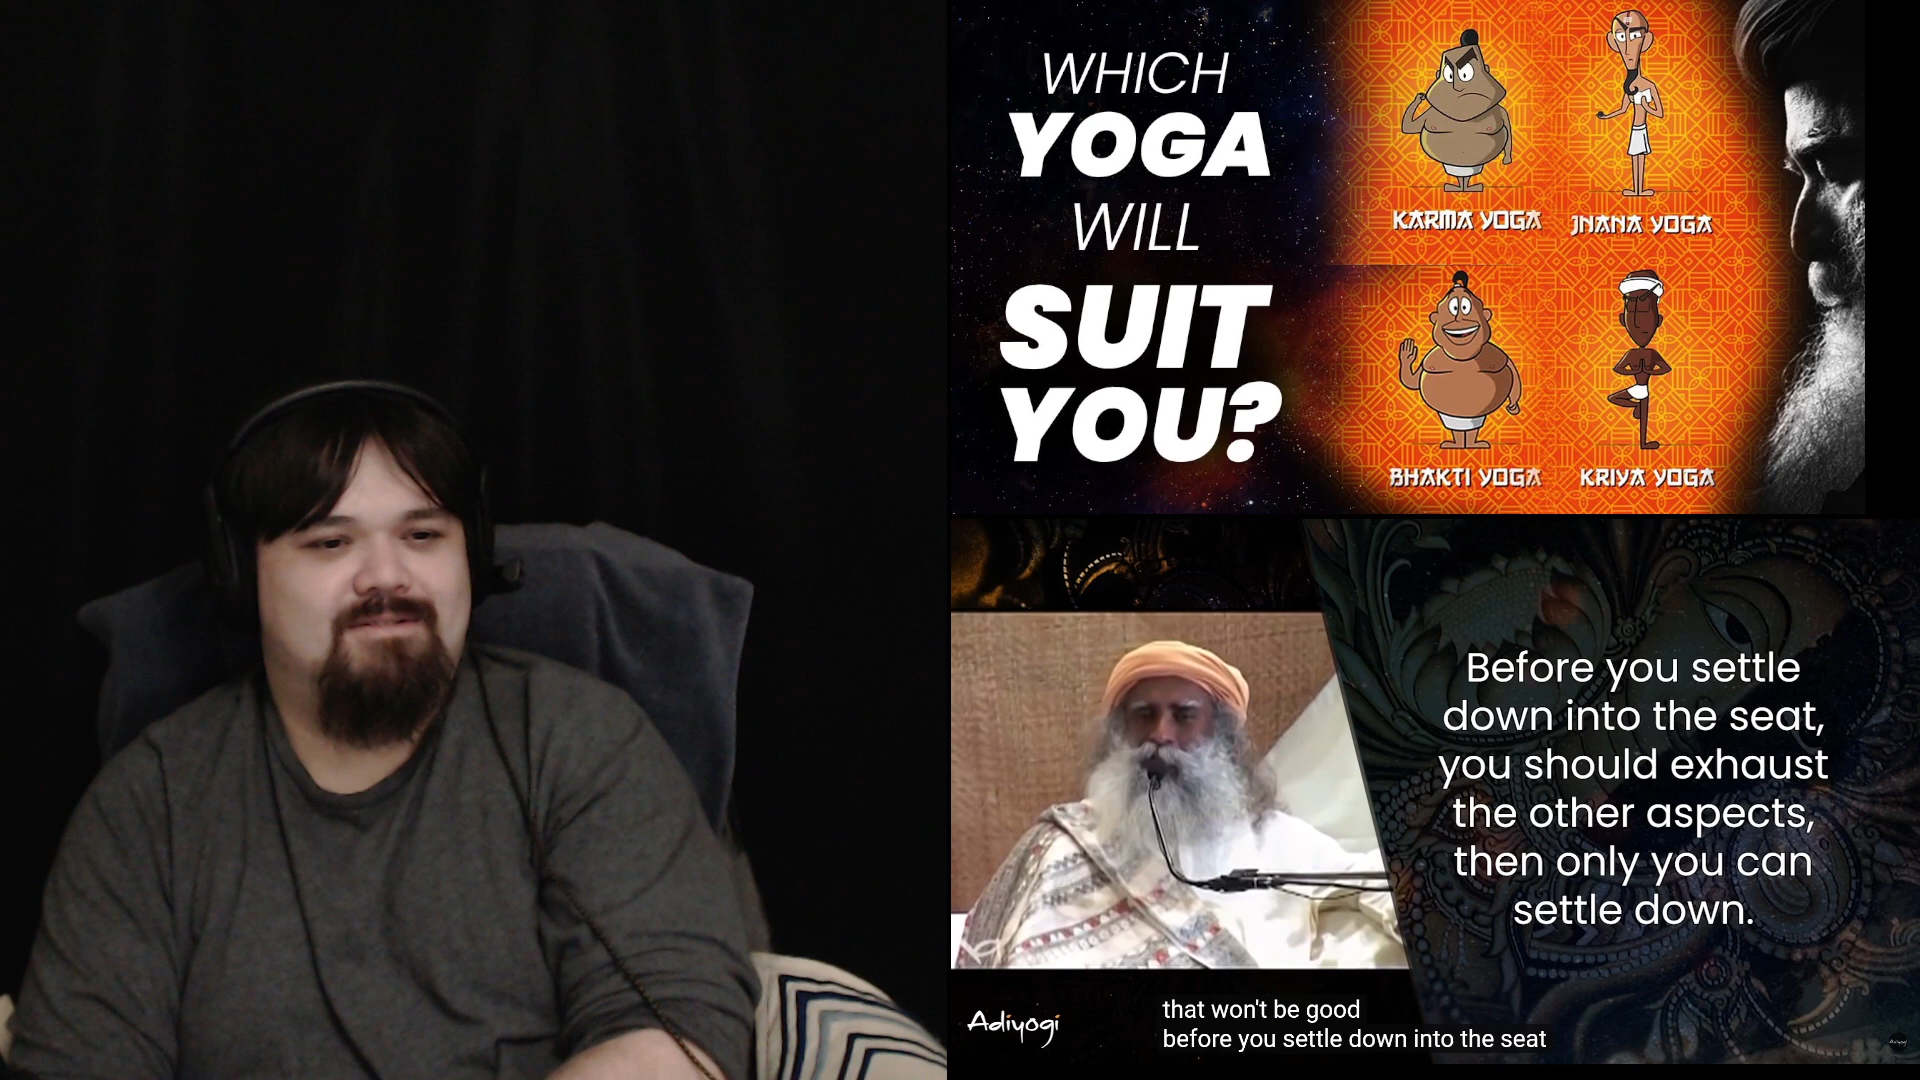 WHICH
YOGA
WILL
SUIT
YOU?
KARMA YOGA
JNANA YOGA
BHAKTI YOGA
KRIYA YOGA
Before you settle
down into the seat,
you should exhaust
the other aspects,
then only you can
settle down.
Adiyogi
that won't be good
before you settle down into the seat